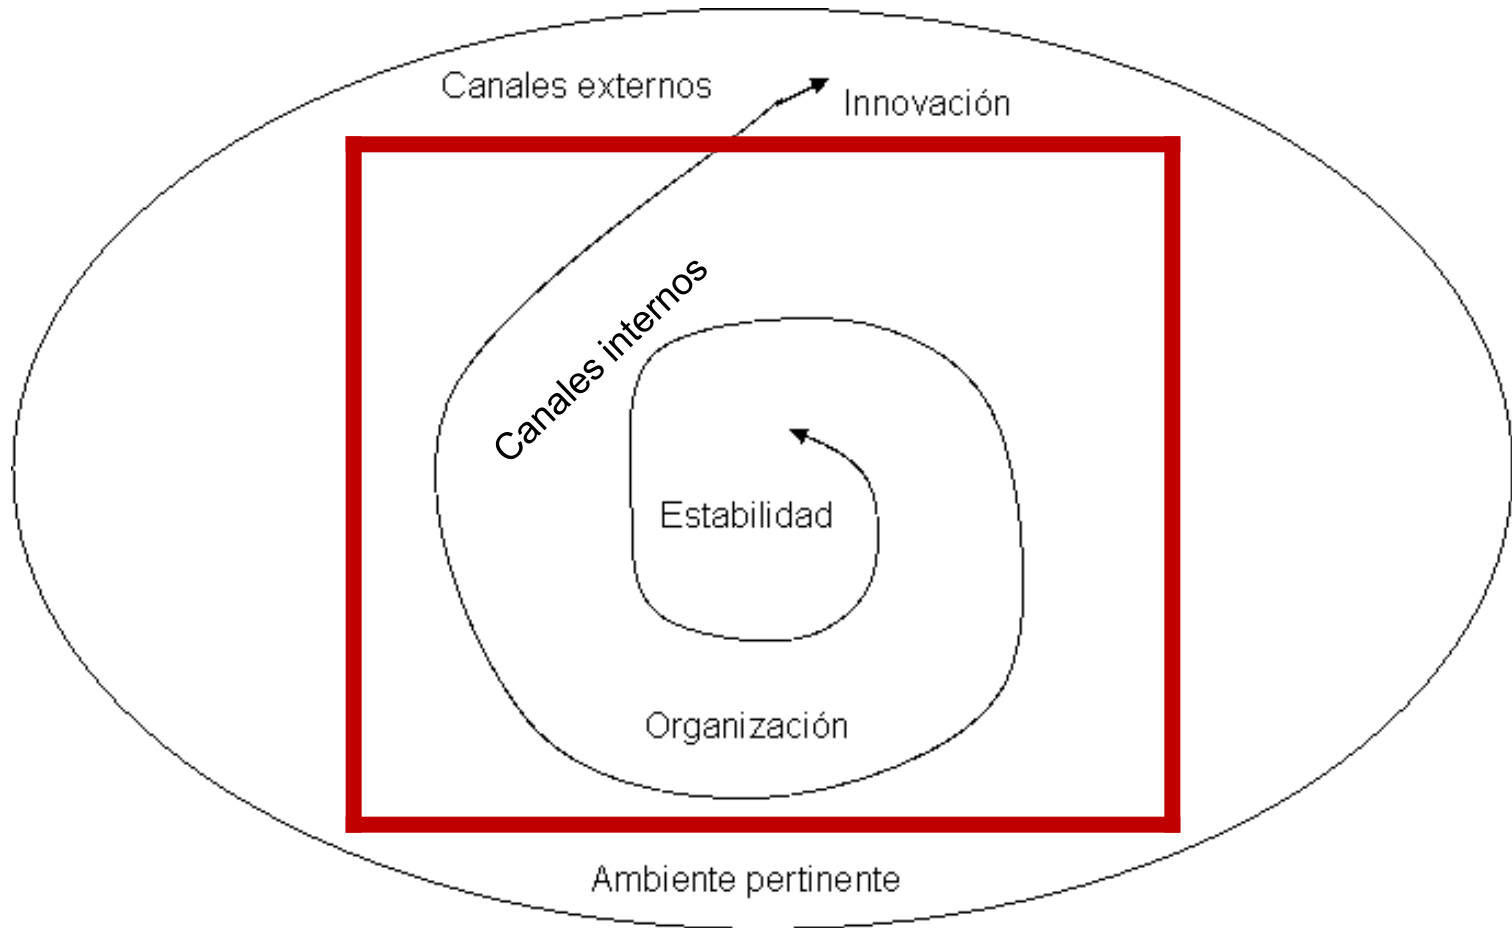 Canales externos
Innovación
Canales internos
Estabilidad
Organización
Ambiente pertinente